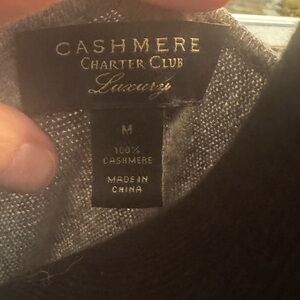 CASHMERE
CHARTER CLUB
Luxury
M
100%
CASHMERE
MADE IN
CHINA